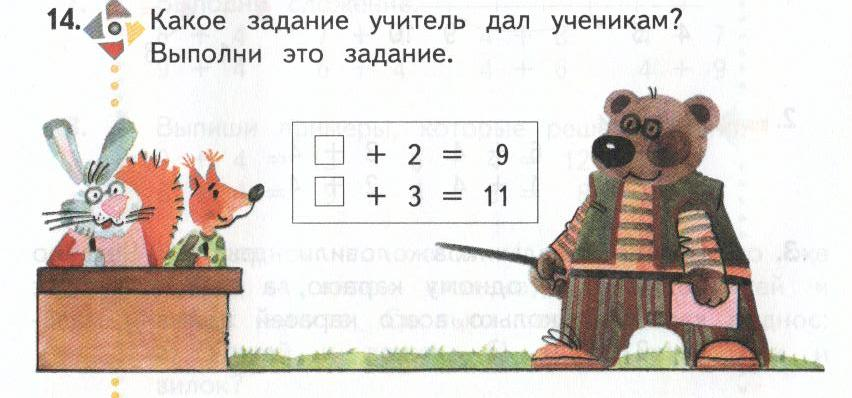 14. Какое задание учитель дал ученикам?
Выполни это задание.
□ + 2 = 9
□ + 3 = 11